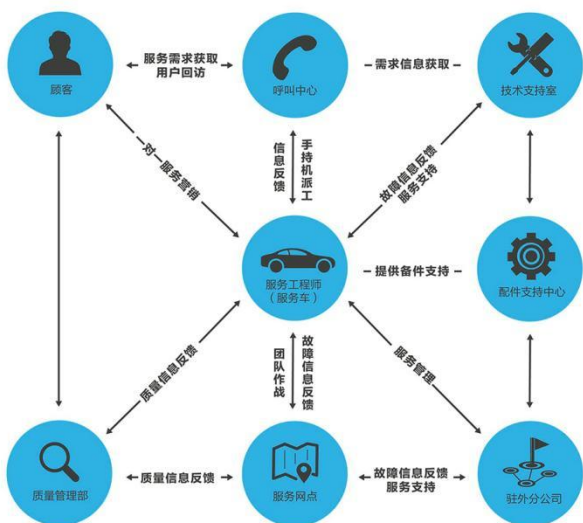 顾客
服务需求获取
用户回访
呼叫中心
需求信息获取
技术支持室
一对一服务营销
信息反馈
手持机派工
故障信息反馈
服务支持
服务工程师
（服务车）
提供备件支持
配件支持中心
质量信息反馈
团队作战
故障信息反馈
服务管理
质量管理部
质量信息反馈
服务网点
故障信息反馈
服务支持
驻外分公司